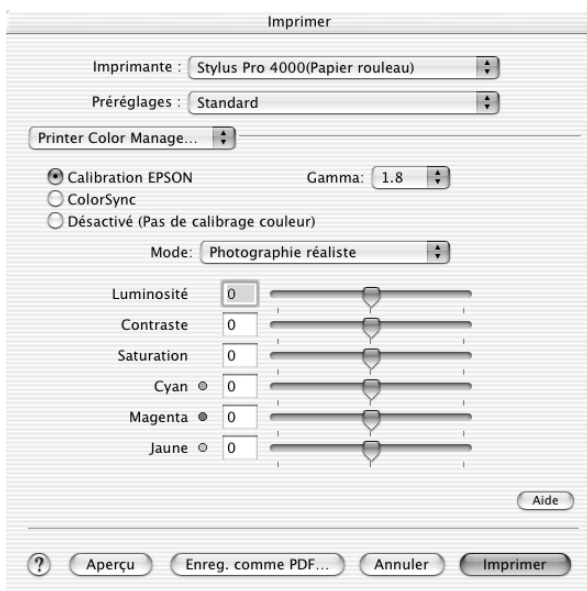 Imprimer
Imprimante : Stylus Pro 4000(Papier rouleau)
Préréglages : Standard
Printer Color Manage...
Calibration EPSON Gamma: 1.8
ColorSync
Désactivé (Pas de calibrage couleur)
Mode: Photographie réaliste
Luminosité 0
Contraste 0
Saturation 0
Cyan 0
Magenta 0
Jaune 0
Aide
? Aperçu Enreg. comme PDF... Annuler Imprimer